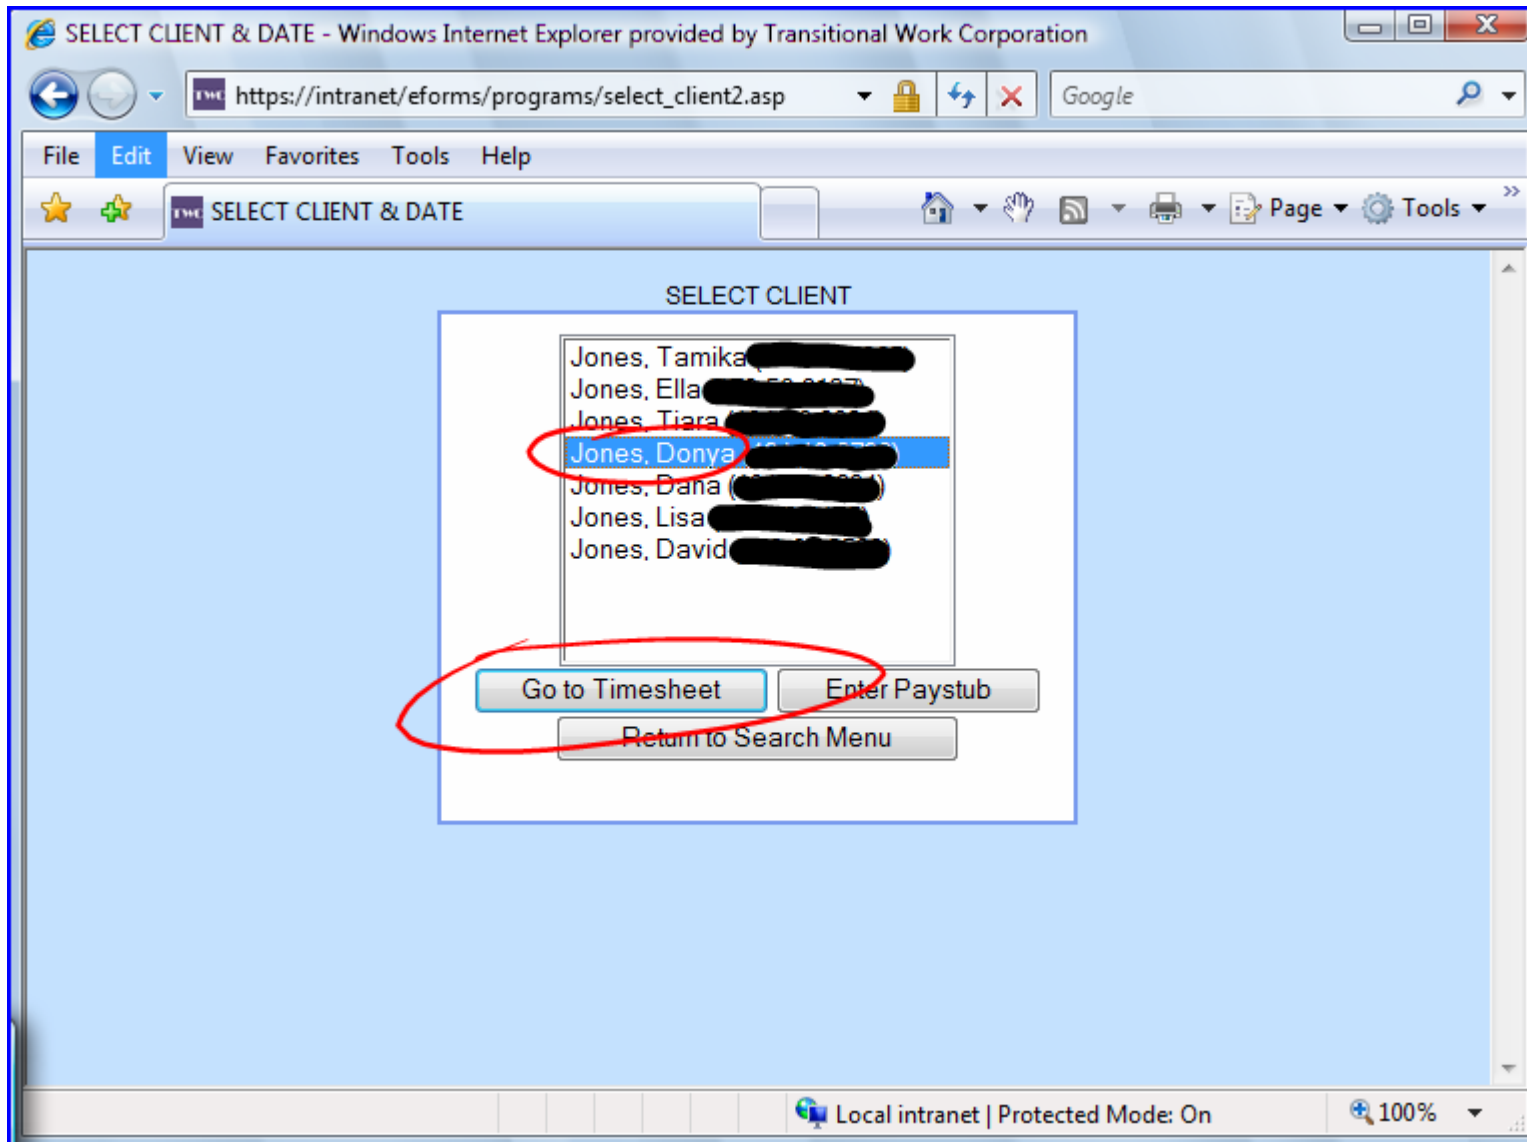 SELECT CLIENT & DATE - Windows Internet Explorer provided by Transitional Work Corporation
TWC https://intranet/eforms/programs/select_client2.asp Google
File Edit View Favorites Tools Help
TWC SELECT CLIENT & DATE Page Tools »
SELECT CLIENT
Jones, Tamika
Jones, Ella
Jones, Tiara (
Jones, Donya
Jones, Dana (
Jones, Lisa
Jones, David
Go to Timesheet Enter Paystub
Return to Search Menu
Local intranet | Protected Mode: On 100%